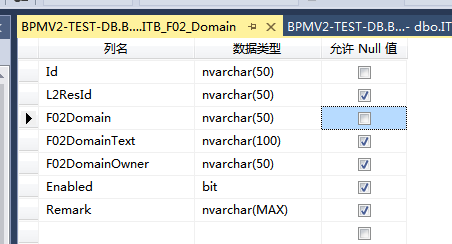 BPMV2-TEST-DB.B....ITB_F02_Domain
BPMV2-TEST-DB.B... - dbo.IT
列名 数据类型 允许 Null 值
Id nvarchar(50)
L2ResId nvarchar(50)
F02Domain nvarchar(50)
F02DomainText nvarchar(100)
F02DomainOwner nvarchar(50)
Enabled bit
Remark nvarchar(MAX)